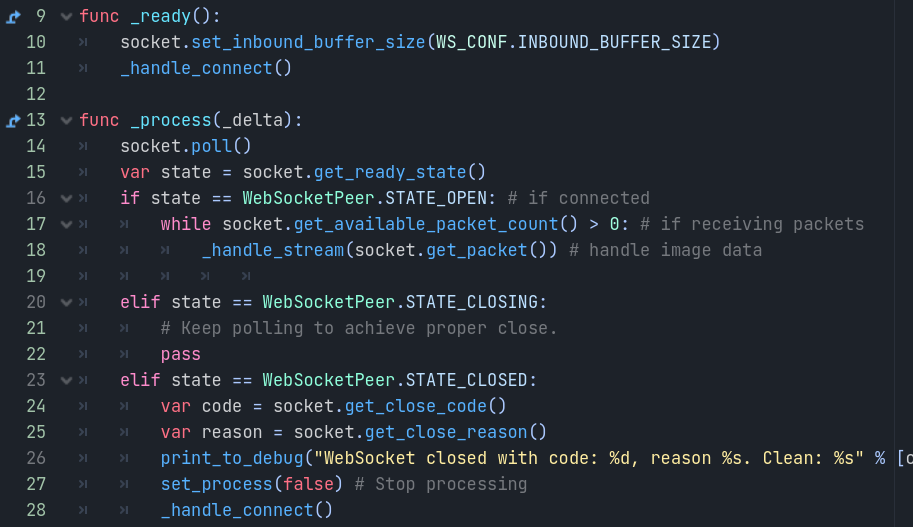 9 func _ready():
10 socket.set_inbound_buffer_size(WS_CONF.INBOUND_BUFFER_SIZE)
11 _handle_connect()
12
13 func _process(_delta):
14 socket.poll()
15 var state = socket.get_ready_state()
16 if state == WebSocketPeer.STATE_OPEN: # if connected
17 while socket.get_available_packet_count() > 0: # if receiving packets
18 _handle_stream(socket.get_packet()) # handle image data
19
20 elif state == WebSocketPeer.STATE_CLOSING:
21 # Keep polling to achieve proper close.
22 pass
23 elif state == WebSocketPeer.STATE_CLOSED:
24 var code = socket.get_close_code()
25 var reason = socket.get_close_reason()
26 print_to_debug("WebSocket closed with code: %d, reason %s. Clean: %s" % [
27 set_process(false) # Stop processing
28 _handle_connect()